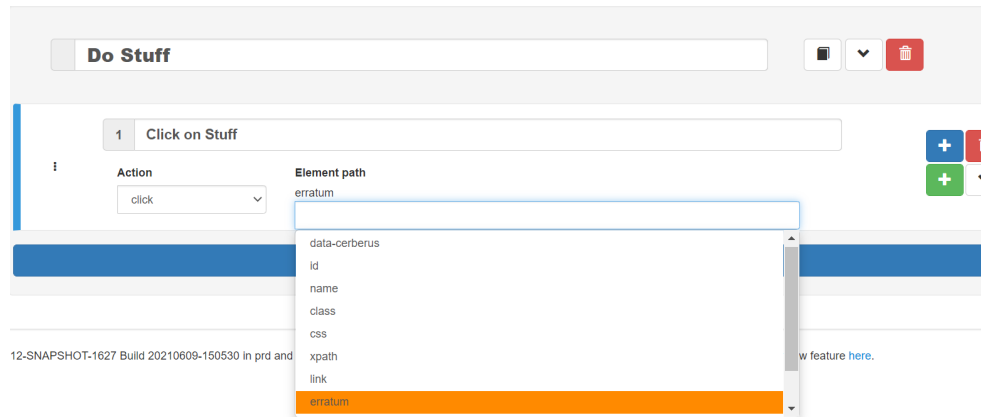 Do Stuff
1 Click on Stuff
Action
Element path
erratum
click
data-cerberus
id
name
class
css
xpath
link
erratum
12-SNAPSHOT-1627 Build 20210609-150530 in prd and
w feature here.